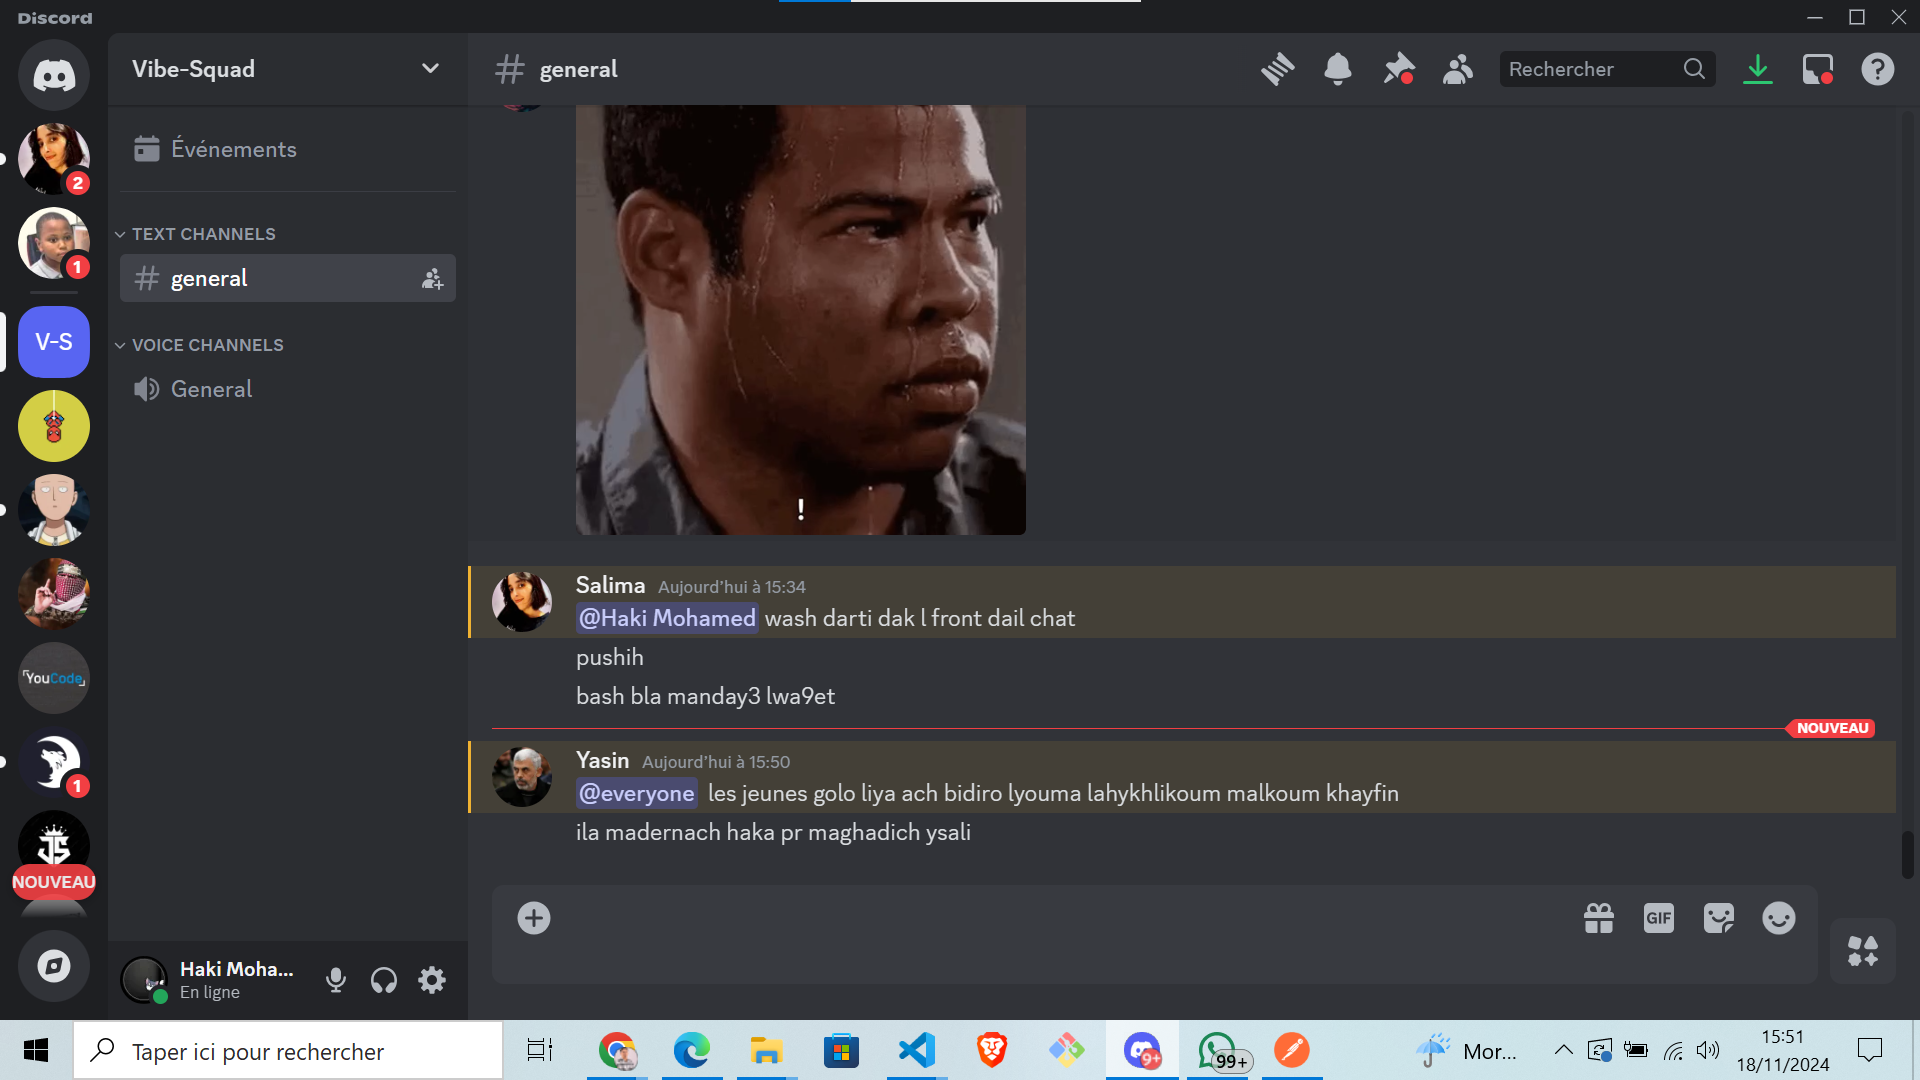 Discord
Vibe-Squad
general
Rechercher
Événements
TEXT CHANNELS
general
VOICE CHANNELS
General
2
1
V-S
YouCode
1
JS
NOUVEAU
!
Salima Aujourd’hui à 15:34
@Haki Mohamed wash darti dak l front dail chat
pushih
bash bla manday3 lwa9et
NOUVEAU
Yasin Aujourd’hui à 15:50
@everyone les jeunes golo liya ach bidiro lyouma lahykhlikoum malkoum khayfin
ila madernach haka pr maghadich ysali
GIF
Haki Moha...
En ligne
Taper ici pour rechercher
9+
99+
Mor...
15:51
18/11/2024